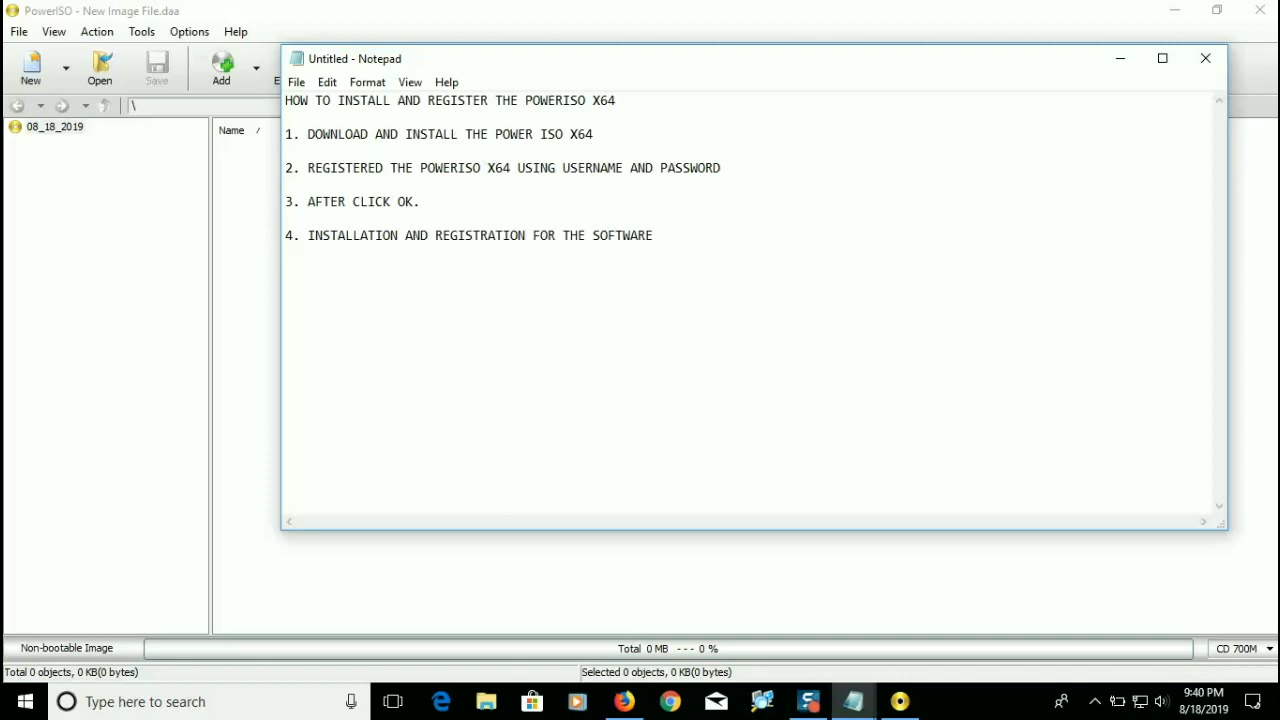 PowerISO - New Image File.daa
File View Action Tools Options Help
New Open Save Add E
\
08_18_2019
Name /
Untitled - Notepad
File Edit Format View Help
HOW TO INSTALL AND REGISTER THE POWERISO X64
1. DOWNLOAD AND INSTALL THE POWER ISO X64
2. REGISTERED THE POWERISO X64 USING USERNAME AND PASSWORD
3. AFTER CLICK OK.
4. INSTALLATION AND REGISTRATION FOR THE SOFTWARE
Non-bootable Image Total 0 MB --- 0 % CD 700M
Total 0 objects, 0 KB(0 bytes) Selected 0 objects, 0 KB(0 bytes)
Type here to search
9:40 PM
8/18/2019